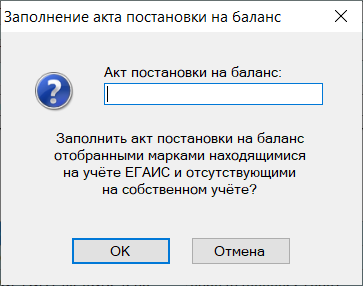 Заполнение акта постановки на баланс
Акт постановки на баланс:
Заполнить акт постановки на баланс
отобранными марками находящимися
на учёте ЕГАИС и отсутствующими
на собственном учёте?
OK
Отмена